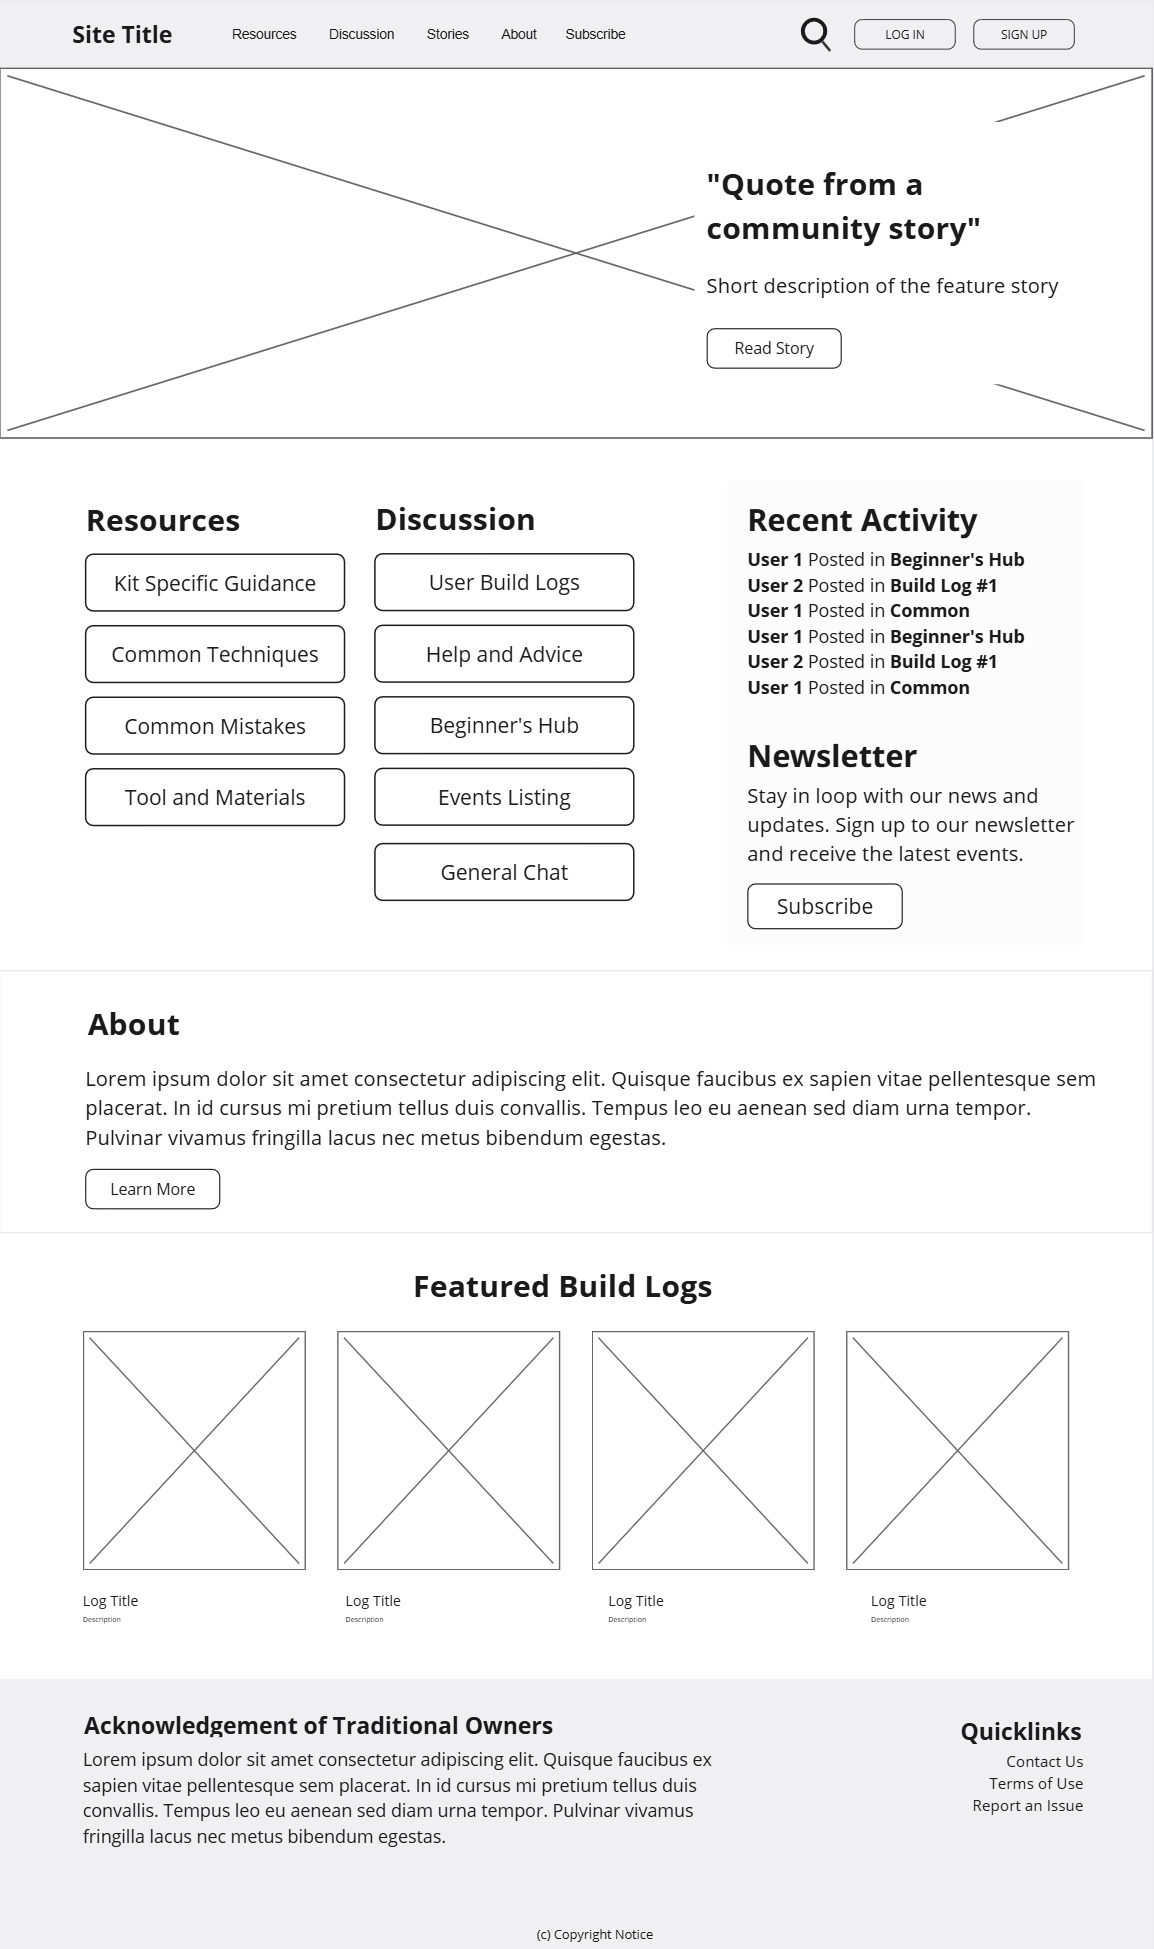 Site Title
Resources
Discussion
Stories
About
Subscribe
LOG IN
SIGN UP
"Quote from a
community story"
Short description of the feature story
Read Story
Resources
Kit Specific Guidance
Common Techniques
Common Mistakes
Tool and Materials
Discussion
User Build Logs
Help and Advice
Beginner's Hub
Events Listing
General Chat
Recent Activity
User 1 Posted in Beginner's Hub
User 2 Posted in Build Log #1
User 1 Posted in Common
User 1 Posted in Beginner's Hub
User 2 Posted in Build Log #1
User 1 Posted in Common
Newsletter
Stay in loop with our news and
updates. Sign up to our newsletter
and receive the latest events.
Subscribe
About
Lorem ipsum dolor sit amet consectetur adipiscing elit. Quisque faucibus ex sapien vitae pellentesque sem
placerat. In id cursus mi pretium tellus duis convallis. Tempus leo eu aenean sed diam urna tempor.
Pulvinar vivamus fringilla lacus nec metus bibendum egestas.
Learn More
Featured Build Logs
Log Title
Description
Log Title
Description
Log Title
Description
Log Title
Description
Acknowledgement of Traditional Owners
Lorem ipsum dolor sit amet consectetur adipiscing elit. Quisque faucibus ex
sapien vitae pellentesque sem placerat. In id cursus mi pretium tellus duis
convallis. Tempus leo eu aenean sed diam urna tempor. Pulvinar vivamus
fringilla lacus nec metus bibendum egestas.
Quicklinks
Contact Us
Terms of Use
Report an Issue
(c) Copyright Notice